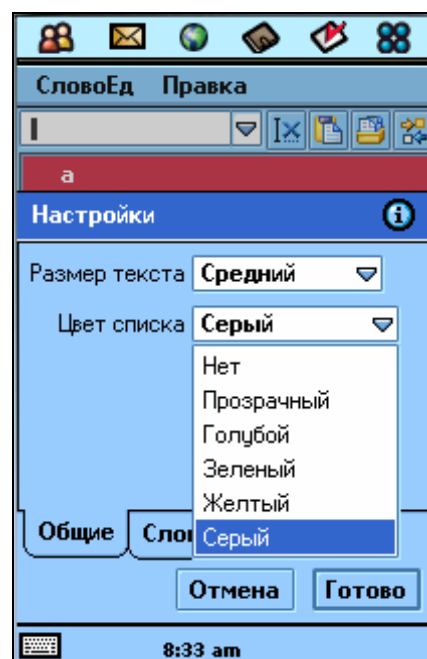 СловоЕд Правка
a
Настройки
Размер текста Средний
Цвет списка Серый
Нет
Прозрачный
Голубой
Зеленый
Желтый
Серый
Общие
Отмена Готово
8:33 am